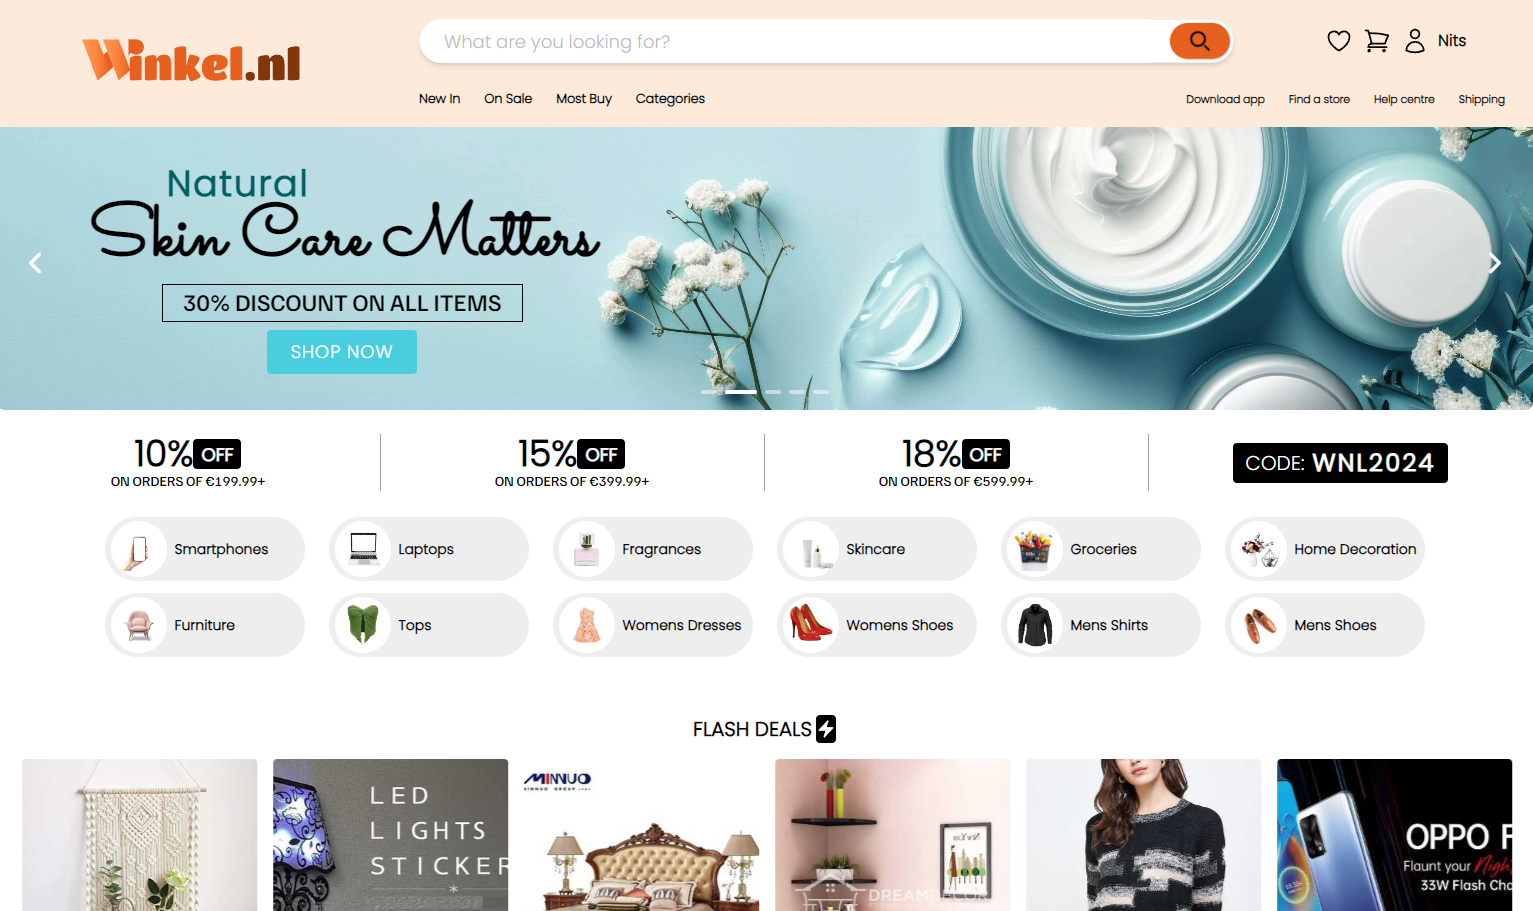 Winkel.nl
What are you looking for?
Nits
New In On Sale Most Buy Categories
Download app Find a store Help centre Shipping
Natural
Skin Care Matters
30% DISCOUNT ON ALL ITEMS
SHOP NOW
10% OFF
ON ORDERS OF €199.99+
15% OFF
ON ORDERS OF €399.99+
18% OFF
ON ORDERS OF €599.99+
CODE: WNL2024
Smartphones
Laptops
Fragrances
Skincare
Groceries
Home Decoration
Furniture
Tops
Womens Dresses
Womens Shoes
Mens Shirts
Mens Shoes
FLASH DEALS
LED
LIGHTS
STICKER
MINNUO
DREAMDECOR
OPPO F
Flaunt your Nigh
33W Flash Cha